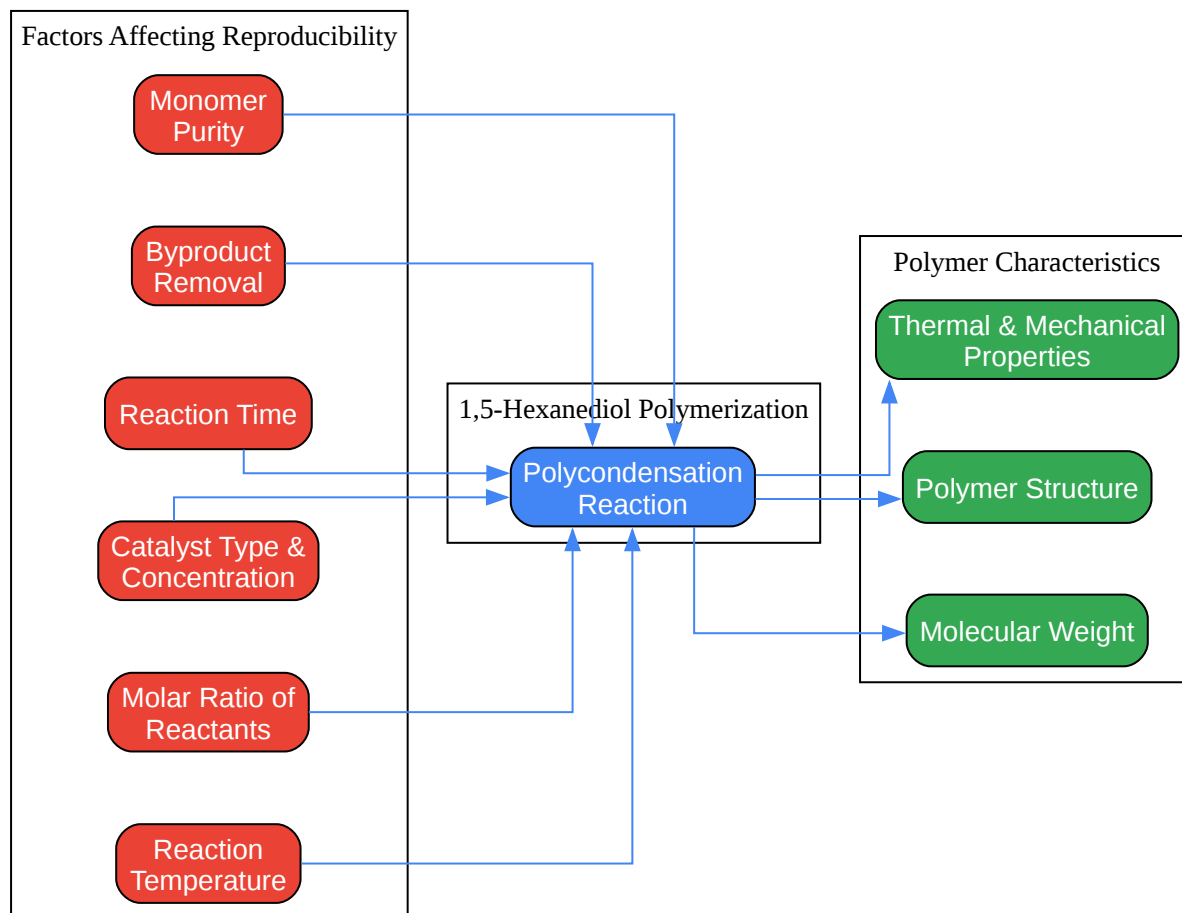 Factors Affecting Reproducibility
Monomer
Purity
Byproduct
Removal
Reaction Time
Catalyst Type &
Concentration
Molar Ratio of
Reactants
Reaction
Temperature
1,5-Hexanediol Polymerization
Polycondensation
Reaction
Polymer Characteristics
Thermal & Mechanical
Properties
Polymer Structure
Molecular Weight